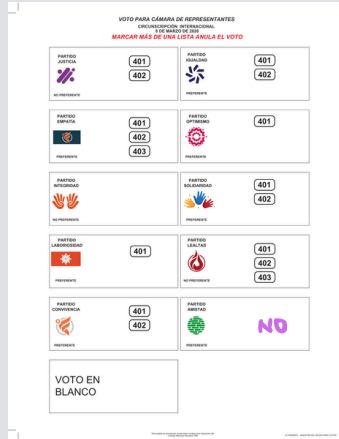 VOTO PARA CÁMARA DE REPRESENTANTES
CIRCUNSCRIPCIÓN INTERNACIONAL
8 DE MARZO DE 2026
MARCAR MÁS DE UNA LISTA ANULA EL VOTO
PARTIDO
JUSTICIA
401
402
NO PREFERENTE
PARTIDO
IGUALDAD
401
402
PREFERENTE
PARTIDO
EMPATÍA
401
402
403
PREFERENTE
PARTIDO
OPTIMISMO
401
PREFERENTE
PARTIDO
INTEGRIDAD
NO PREFERENTE
PARTIDO
SOLIDARIDAD
401
402
PREFERENTE
PARTIDO
LABORIOSIDAD
401
PREFERENTE
PARTIDO
LEALTAD
401
402
403
NO PREFERENTE
PARTIDO
CONVIVENCIA
401
402
PREFERENTE
PARTIDO
AMISTAD
NO
PREFERENTE
VOTO EN
BLANCO